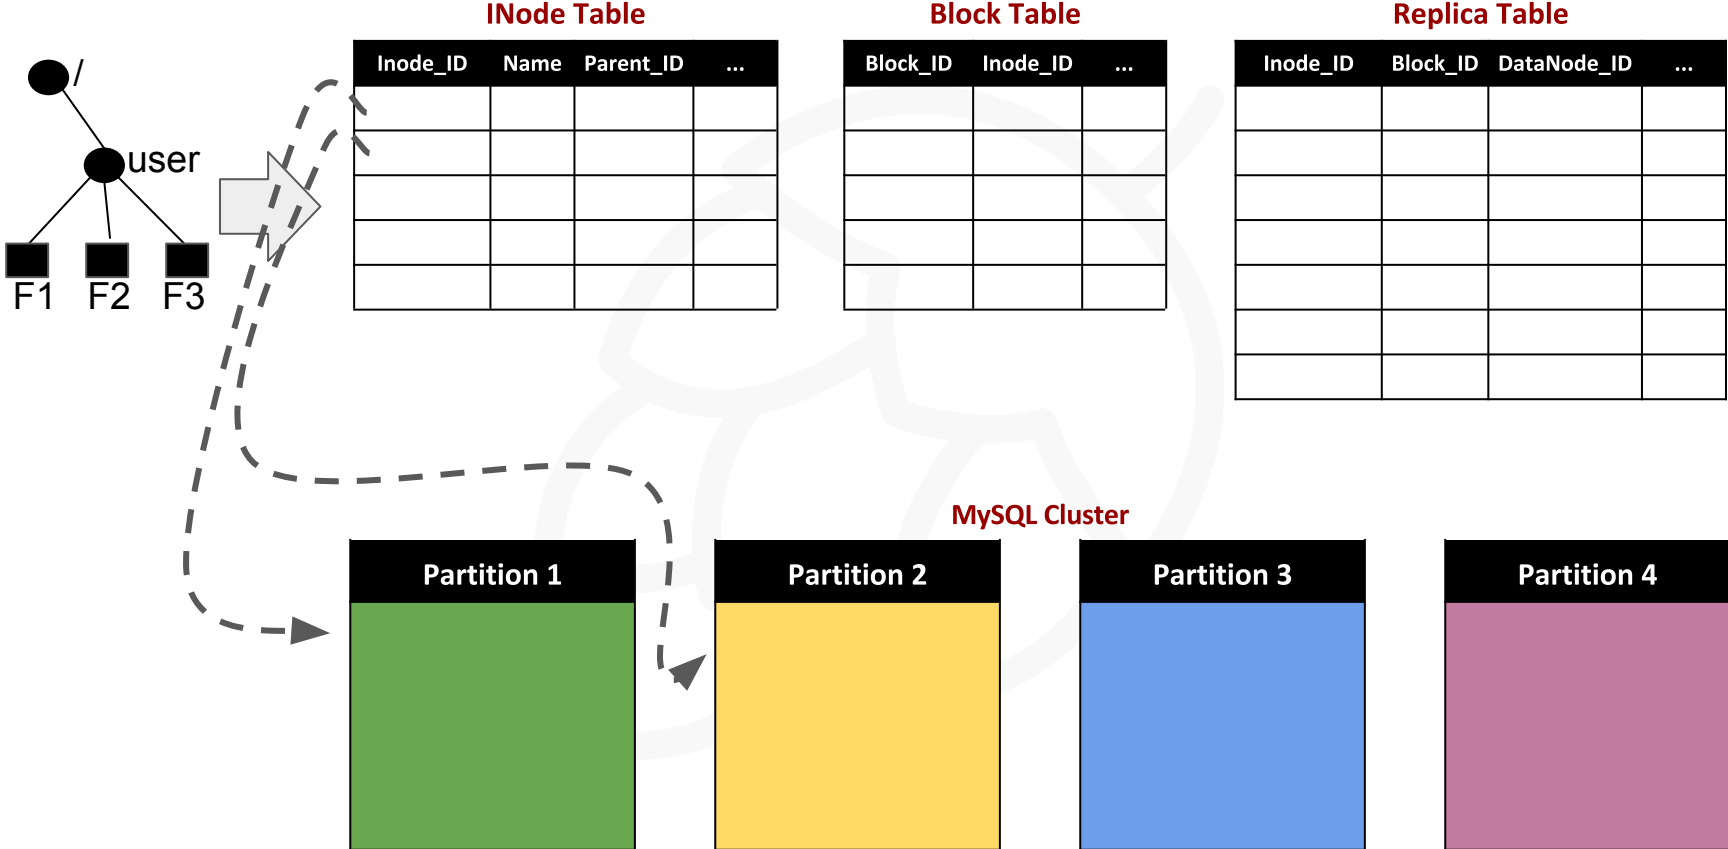 INode Table
Block Table
Replica Table
Inode_ID Name Parent_ID ...
Block_ID Inode_ID ...
Inode_ID Block_ID DataNode_ID ...
/
user
F1 F2 F3
MySQL Cluster
Partition 1
Partition 2
Partition 3
Partition 4